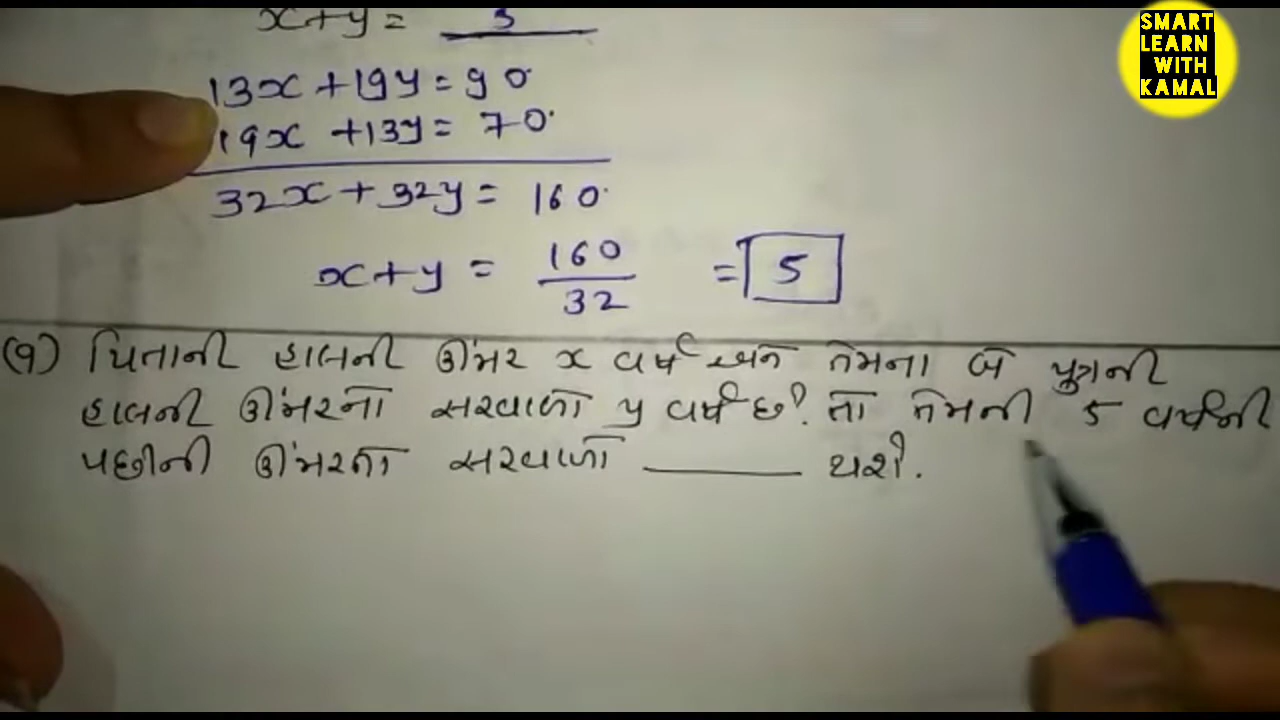 x+y = 5
SMART
LEARN
WITH
KAMAL
13x +19y = 90
19x +13y = 70
32x + 32y = 160
x+y = 160/32 = 5
(૧) પિતાની હાલની ઊંમર x વર્ષ અને તેમના બે પુત્રની
હાલની ઊંમરનો સરવાળો y વર્ષ છે. તો તેમની 5 વર્ષની
પછીની ઊંમરનો સરવાળો ______ થશે.